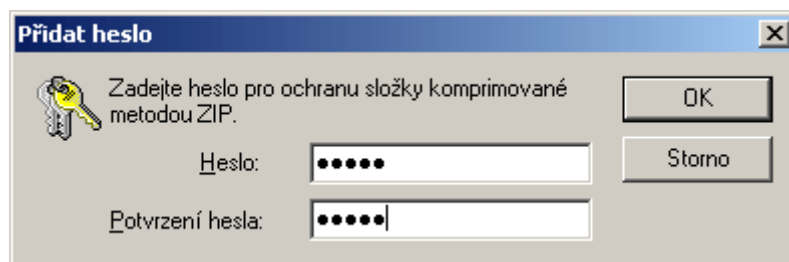 Přidat heslo
Zadejte heslo pro ochranu složky komprimované
metodou ZIP.
OK
Heslo: ●●●●●
Storno
Potvrzení hesla: ●●●●●